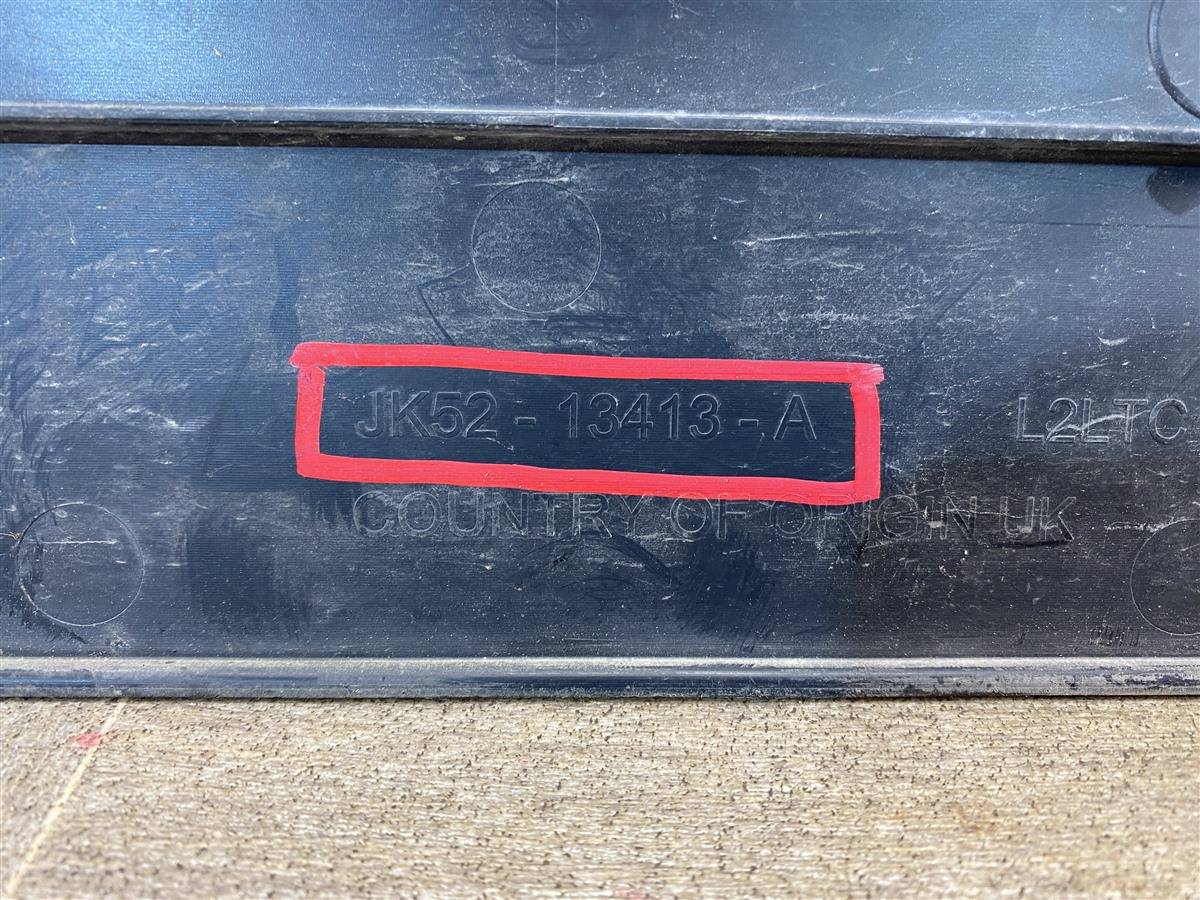 JK52 - 13413 - A
L2LTC
COUNTRY OF ORIGIN UK